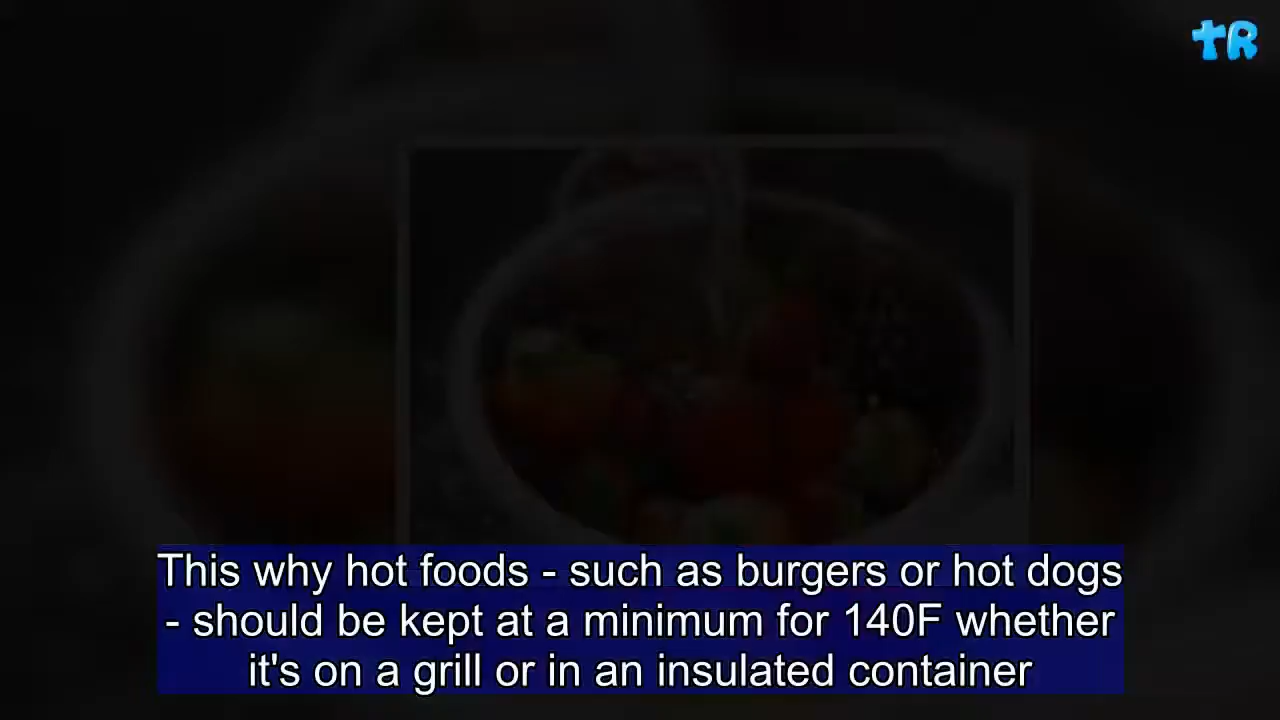 tR
This why hot foods - such as burgers or hot dogs
- should be kept at a minimum for 140F whether
it's on a grill or in an insulated container